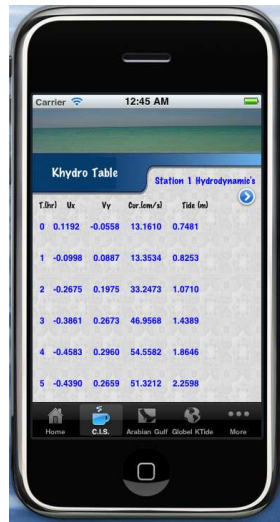 Carrier 12:45 AM
Khydro Table
Station 1 Hydrodynamic's
T.(hr) Ux Vy Cur.(cm/s) Tide (m)
0 0.1192 -0.0558 13.1610 0.7481
1 -0.0998 0.0887 13.3534 0.8253
2 -0.2675 0.1975 33.2473 1.0710
3 -0.3861 0.2673 46.9568 1.4389
4 -0.4583 0.2960 54.5582 1.8646
5 -0.4390 0.2659 51.3212 2.2598
Home C.I.S. Arabian Gulf Globel KTide More